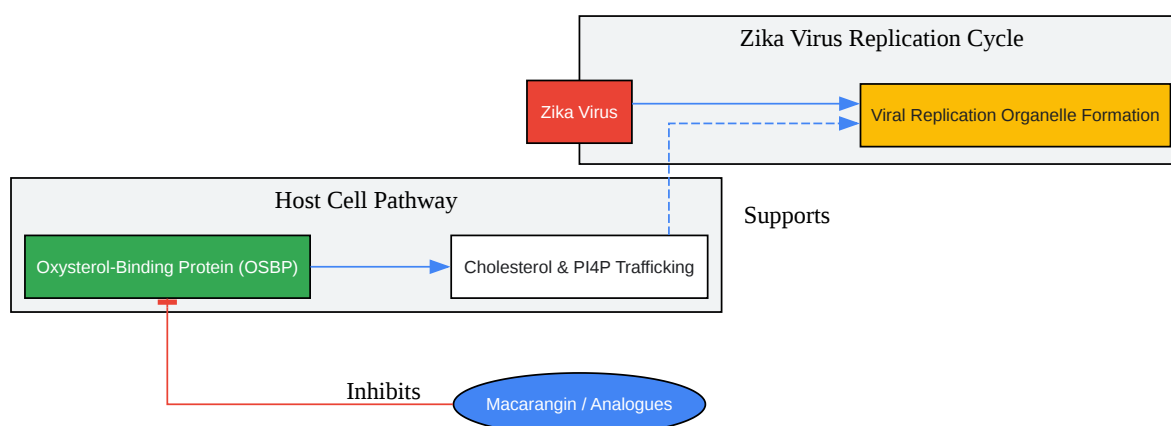 Zika Virus Replication Cycle
Zika Virus
Viral Replication Organelle Formation
Host Cell Pathway
Supports
Oxysterol-Binding Protein (OSBP)
Cholesterol & PI4P Trafficking
Inhibits
Macarangin / Analogues